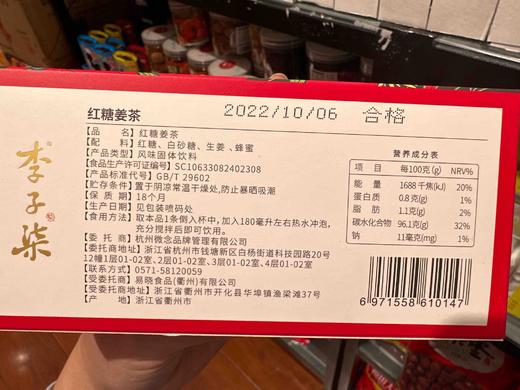 李子柒
红糖姜茶
2022/10/06 合格
【品 名】红糖姜茶
【配 料】红糖、白砂糖、生姜、蜂蜜
【产品类型】风味固体饮料
【食品生产许可证编号】SC10633082402308
【产品标准代号】GB/T 29602
【贮存条件】置于阴凉常温干燥处,防止暴晒吸潮
【保 质 期】18个月
【生产日期】见包装喷码处
【食用方法】取本品1条倒入杯中,加入180毫升左右热水冲泡,
充分搅拌后即可饮用。
【委 托 商】杭州微念品牌管理有限公司
【委托商地址】浙江省杭州市钱塘新区白杨街道科技园路20号
12幢1层01-02室、2层01-02室、3层01-02室、4层01-02室
【联系方式】0571-58120059
【受委托商】易晓食品(衢州)有限公司
【受委托商地址】浙江省衢州市开化县华埠镇渔梁滩37号
【产 地】浙江省衢州市
营养成分表
项目 每100克(g) NRV%
能 量 1688千焦(kJ) 20%
蛋白质 0.8克(g) 1%
脂 肪 1.1克(g) 2%
碳水化合物 96.1克(g) 32%
钠 11毫克(mg) 1%
6 971558 610147